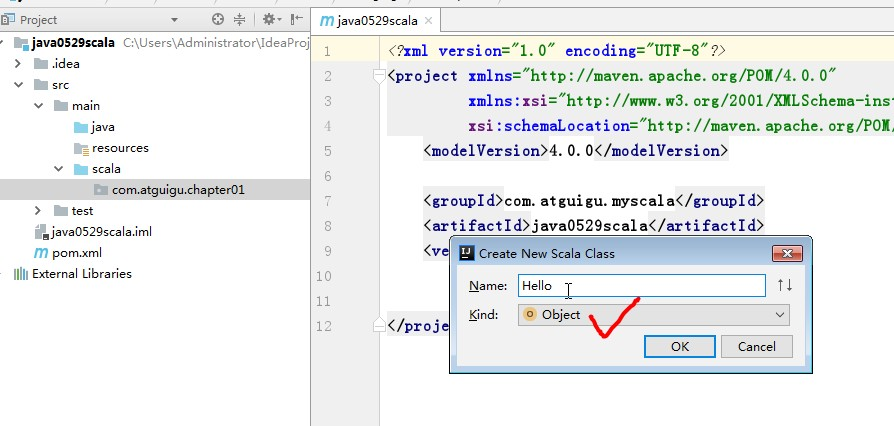 Project
java0529scala C:\Users\Administrator\IdeaProj
.idea
src
main
java
resources
scala
com.atguigu.chapter01
test
java0529scala.iml
pom.xml
External Libraries
java0529scala
1 <?xml version="1.0" encoding="UTF-8"?>
2 <project xmlns="http://maven.apache.org/POM/4.0.0"
3 xmlns:xsi="http://www.w3.org/2001/XMLSchema-ins
4 xsi:schemaLocation="http://maven.apache.org/POM/
5 <modelVersion>4.0.0</modelVersion>
6
7 <groupId>com.atguigu.myscala</groupId>
8 <artifactId>java0529scala</artifactId>
9 <ve
10
11
12 </proje
Create New Scala Class
Name: Hello
Kind: Object
OK Cancel